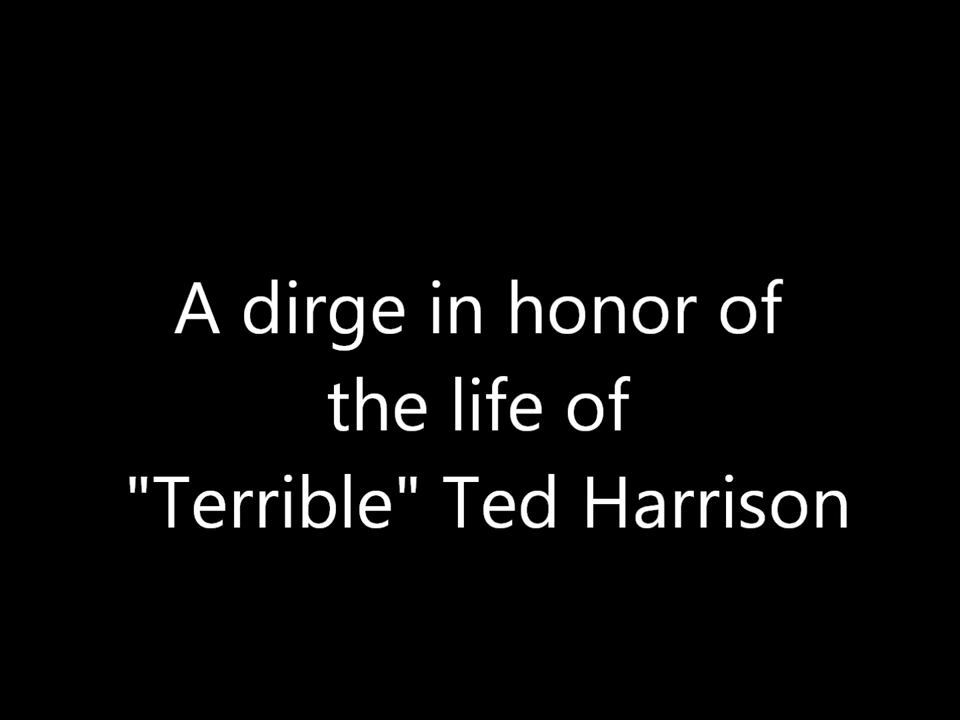 A dirge in honor of
the life of
"Terrible" Ted Harrison